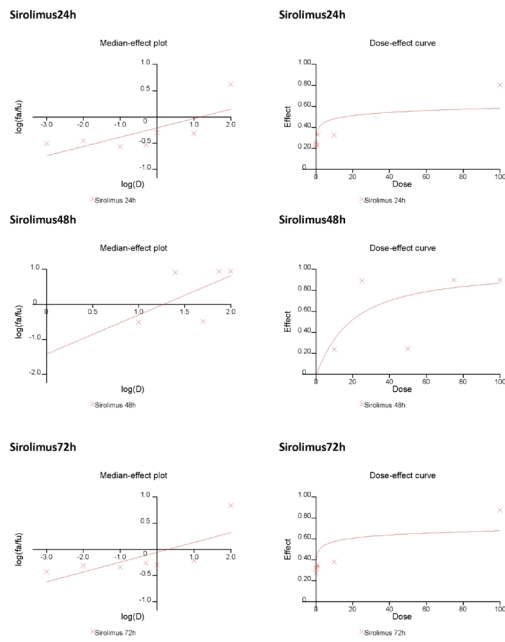 Sirolimus24h
Sirolimus24h
Median-effect plot
Dose-effect curve
log(fa/fu)
1.0
0.5
0
-0.5
-1.0
-3.0
-2.0
-1.0
1.0
2.0
log(D)
Sirolimus 24h
Effect
1.00
0.80
0.60
0.40
0.20
0
0
20
40
60
80
100
Dose
Sirolimus 24h
Sirolimus48h
Sirolimus48h
Median-effect plot
Dose-effect curve
log(fa/fu)
1.0
0
-1.0
-2.0
0
0.5
1.0
1.5
2.0
log(D)
Sirolimus 48h
Effect
1.00
0.80
0.60
0.40
0.20
0
0
20
40
60
80
100
Dose
Sirolimus 48h
Sirolimus72h
Sirolimus72h
Median-effect plot
Dose-effect curve
log(fa/fu)
1.0
0.5
0
-0.5
-1.0
-3.0
-2.0
-1.0
1.0
2.0
log(D)
Sirolimus 72h
Effect
1.00
0.80
0.60
0.40
0.20
0
0
20
40
60
80
100
Dose
Sirolimus 72h